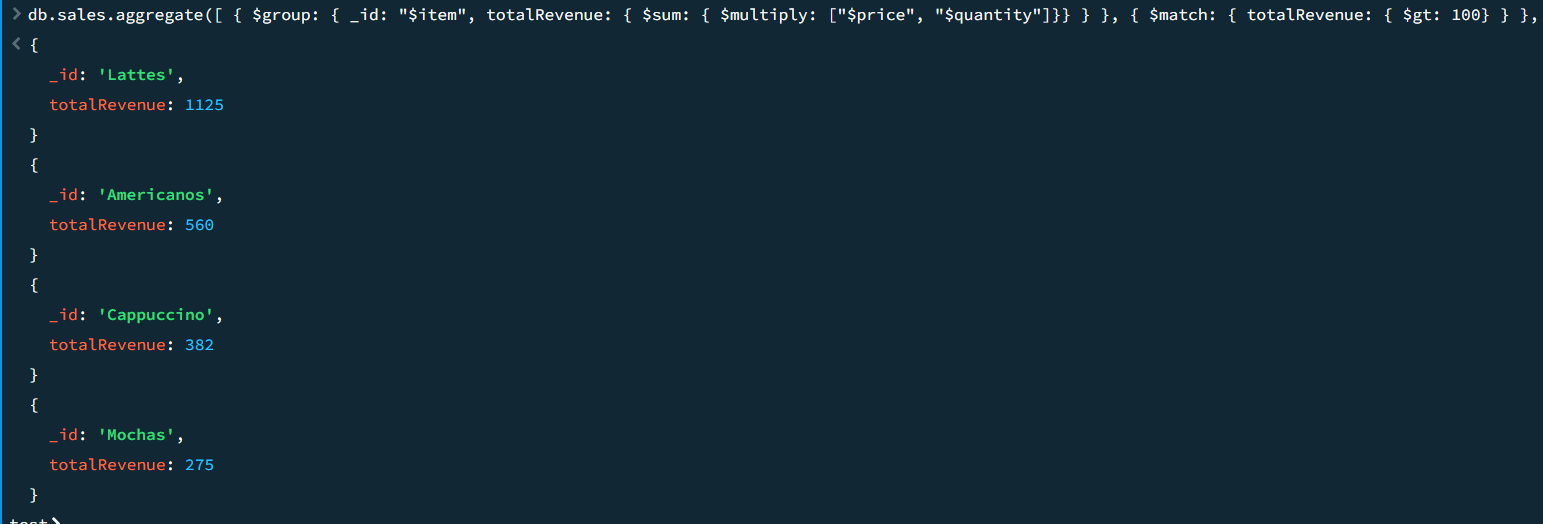 > db.sales.aggregate([ { $group: { _id: "$item", totalRevenue: { $sum: { $multiply: ["$price", "$quantity"]}} } }, { $match: { totalRevenue: { $gt: 100} } },
< {
_id: 'Lattes',
totalRevenue: 1125
}
{
_id: 'Americanos',
totalRevenue: 560
}
{
_id: 'Cappuccino',
totalRevenue: 382
}
{
_id: 'Mochas',
totalRevenue: 275
}
test>